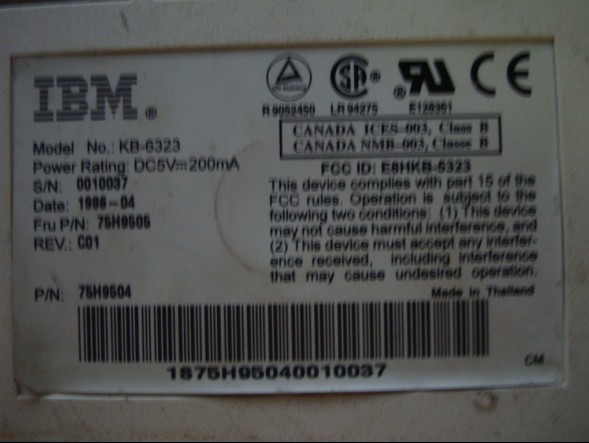 IBM®
Model No.: KB-6323
Power Rating: DC5V⎓200mA
S/N: 0010037
Date: 1996-04
Fru P/N: 75H9505
REV.: C01
P/N: 75H9504
R9052450
LR 94275
E128361
CANADA ICES-003, Class B
CANADA NMB-003, Class B
FCC ID: E8HKB-5323
This device complies with part 15 of the
FCC rules. Operation is subject to the
following two conditions: (1) This device
may not cause harmful interference, and
(2) This device must accept any interfer-
ence received, including interference
that may cause undesired operation.
Made in Thailand
1S75H95040010037
CM